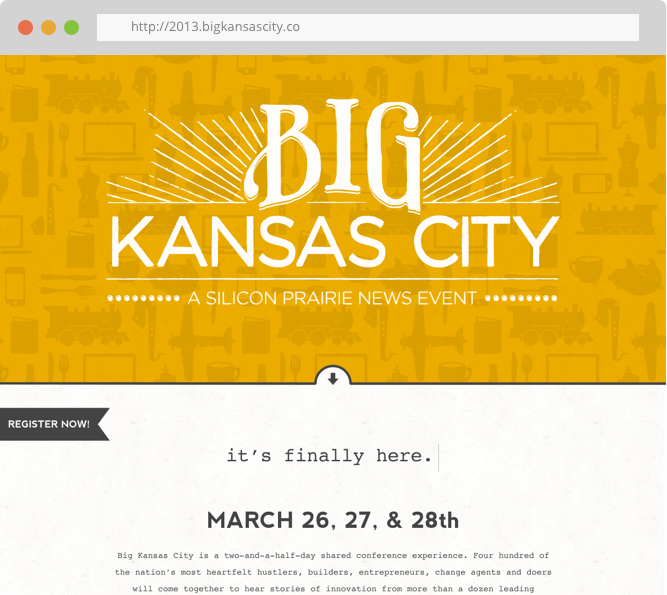 http://2013.bigkansascity.co
BIG
KANSAS CITY
A SILICON PRAIRIE NEWS EVENT
REGISTER NOW!
it's finally here.
MARCH 26, 27, & 28th
Big Kansas City is a two-and-a-half-day shared conference experience. Four hundred of
the nation's most heartfelt hustlers, builders, entrepreneurs, change agents and doers
will come together to hear stories of innovation from more than a dozen leading